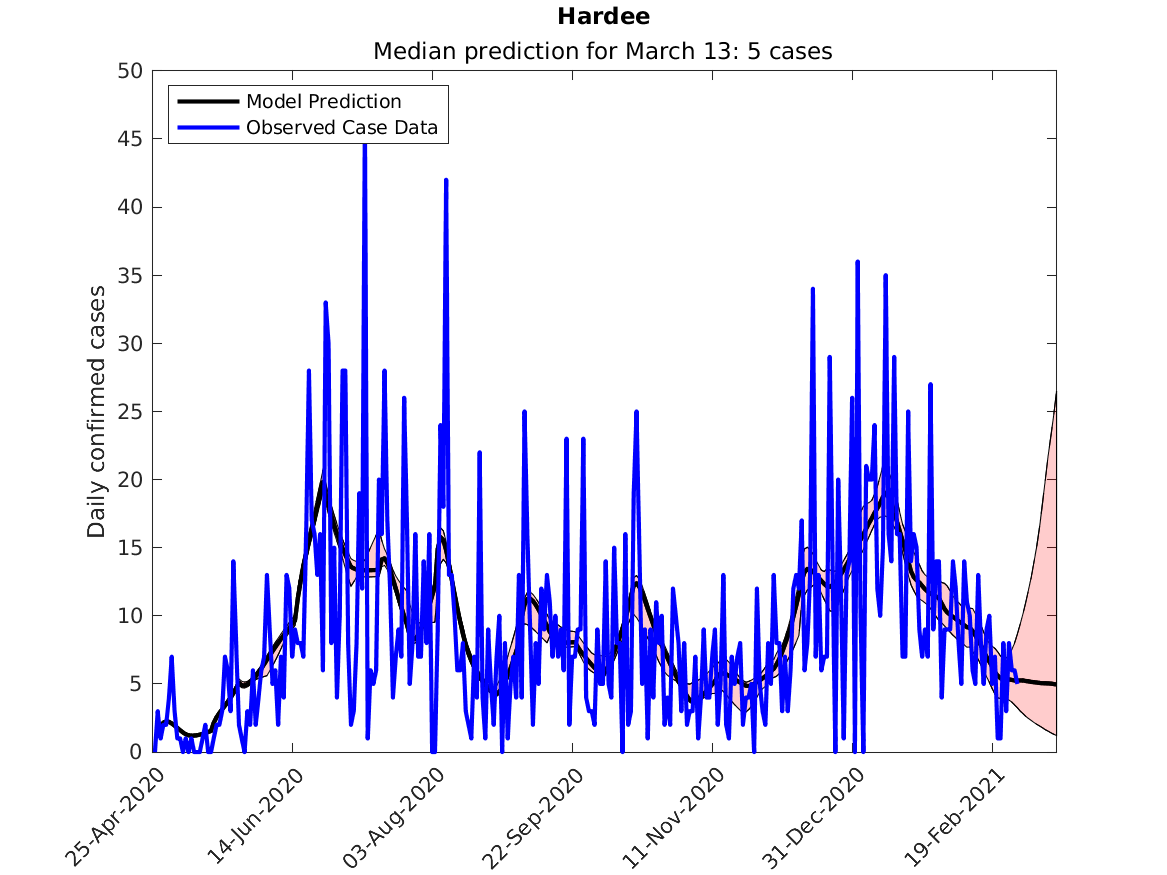 Hardee
Median prediction for March 13: 5 cases
50
Model Prediction
Observed Case Data
45
40
35
30
25
20
15
10
5
0
Daily confirmed cases
25-Apr-2020
14-Jun-2020
03-Aug-2020
22-Sep-2020
11-Nov-2020
31-Dec-2020
19-Feb-2021